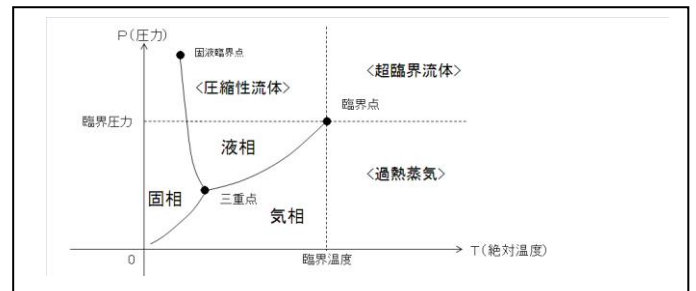 P(圧力)
固液臨界点
<圧縮性流体>
<超臨界流体>
臨界点
臨界圧力
液相
<過熱蒸気>
固相
三重点
気相
0
臨界温度
T(絶対温度)